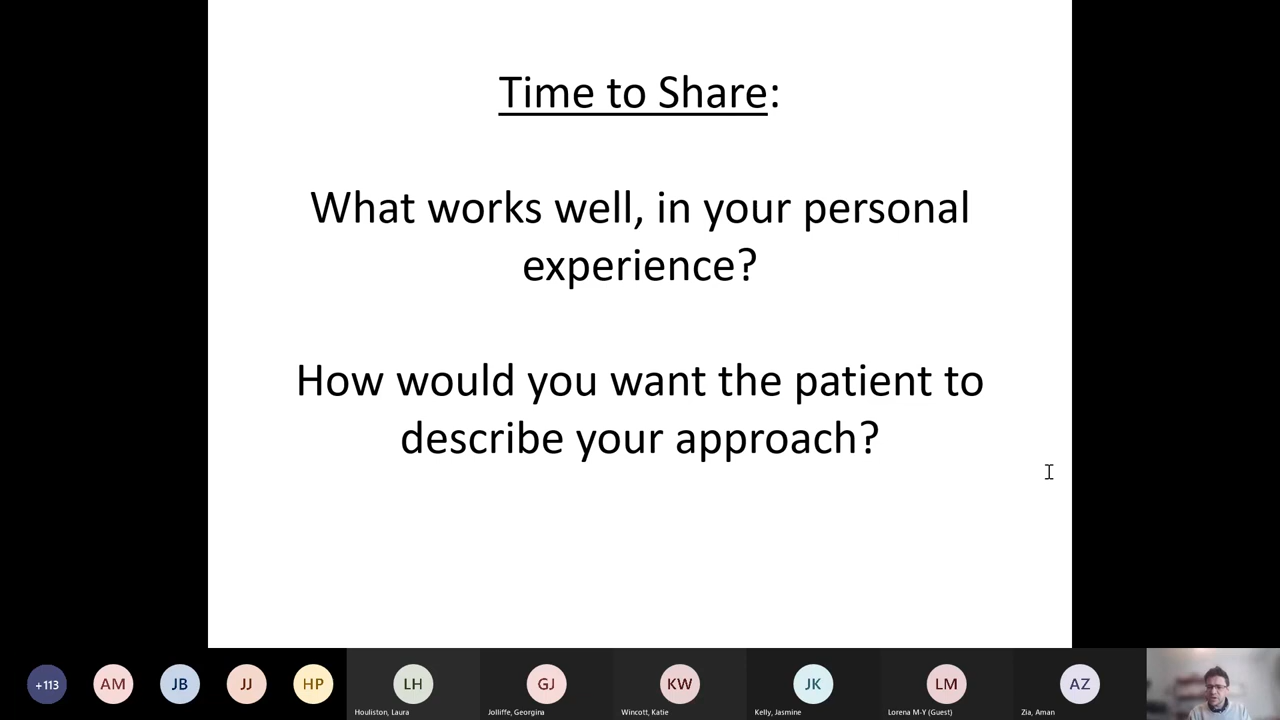 Time to Share:
What works well, in your personal
experience?
How would you want the patient to
describe your approach?
+113
AM
JB
JJ
HP
LH
GJ
KW
JK
LM
AZ
Houliston, Laura
Jolliffe, Georgina
Wincott, Katie
Kelly, Jasmine
Lorena M-Y (Guest)
Zia, Aman